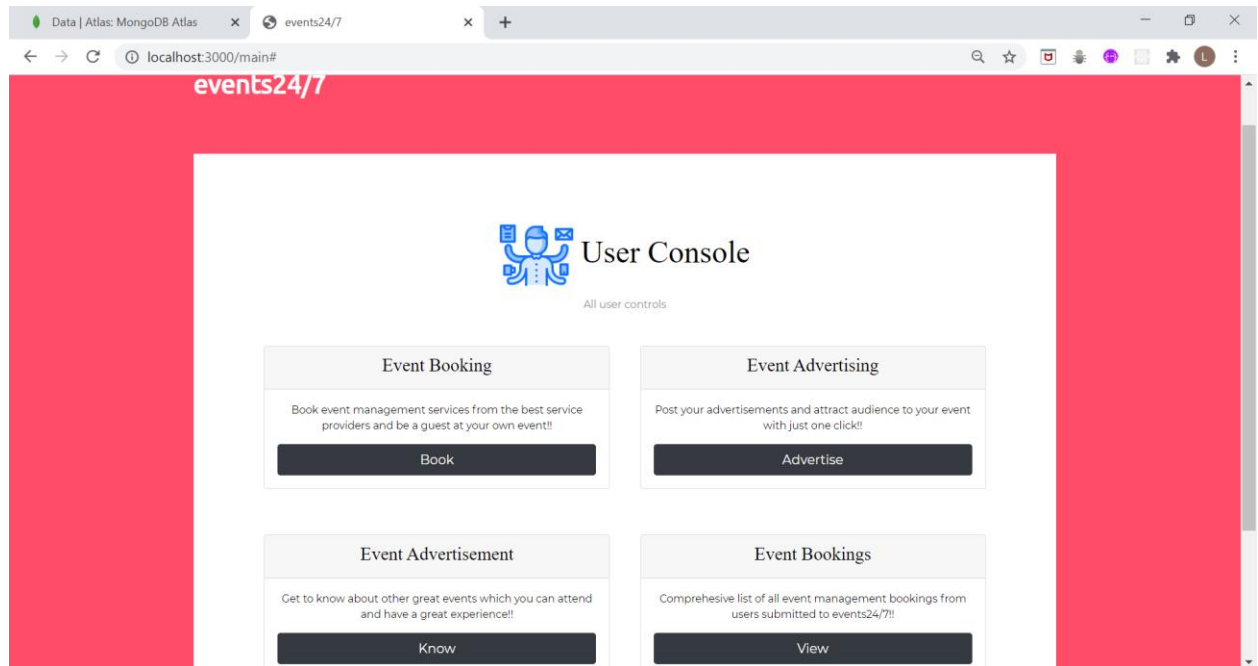 Data | Atlas: MongoDB Atlas
events24/7
localhost:3000/main#
L
events24/7
User Console
All user controls
Event Booking
Book event management services from the best service
providers and be a guest at your own event!!
Book
Event Advertising
Post your advertisements and attract audience to your event
with just one click!!
Advertise
Event Advertisement
Get to know about other great events which you can attend
and have a great experience!!
Know
Event Bookings
Comprehesive list of all event management bookings from
users submitted to events24/7!!
View